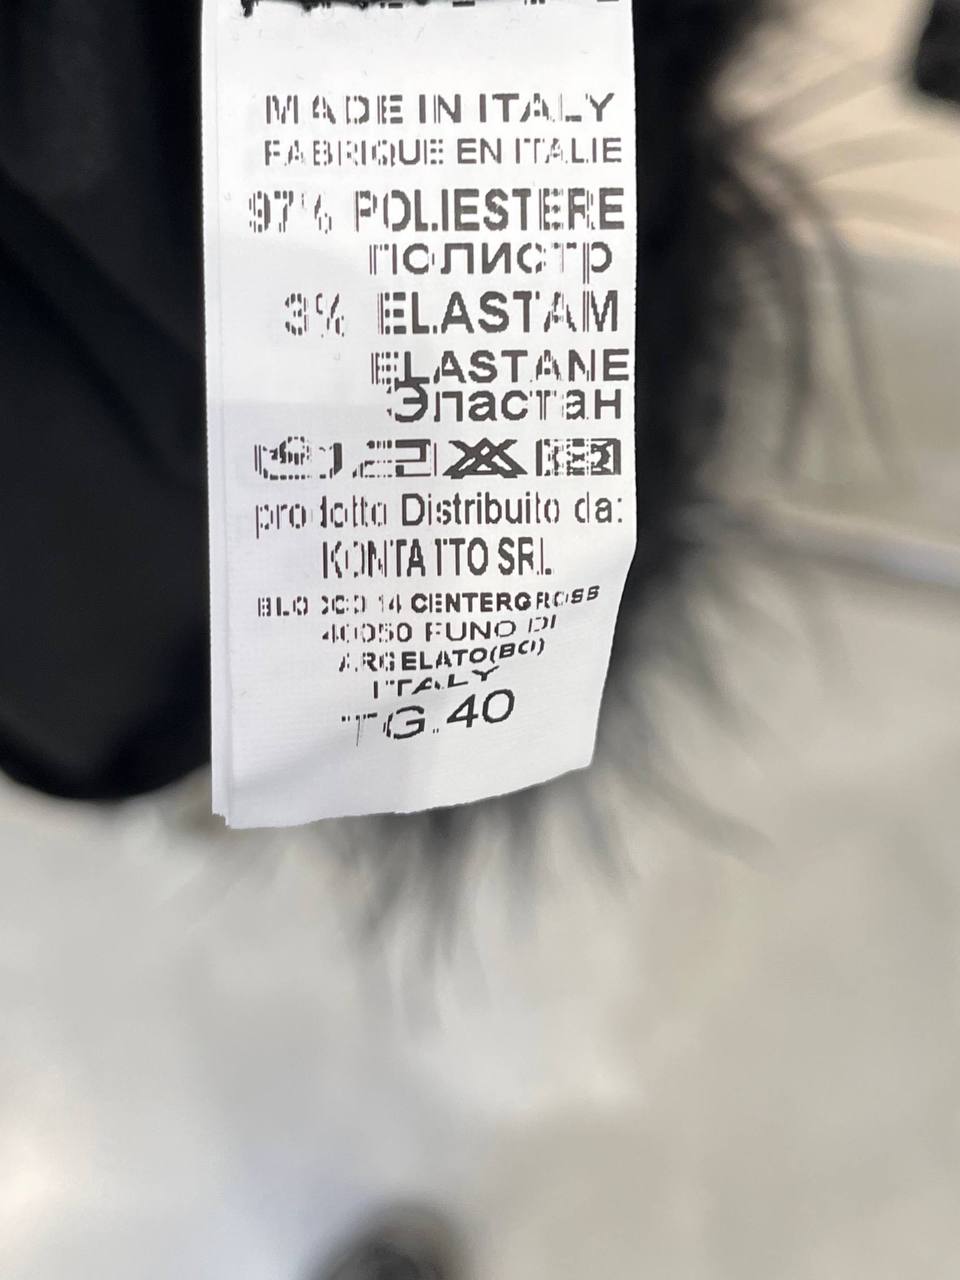 MADE IN ITALY
FABRIQUE EN ITALIE
97% POLIESTERE
ПОЛИСТР
3% ELASTAM
ELASTANE
Эластан
prodotto Distribuito da:
KONTATTO SRL
BLOCCO 14 CENTERGROSS
40050 FUNO DI
ARGELATO(BO)
ITALY
TG.40